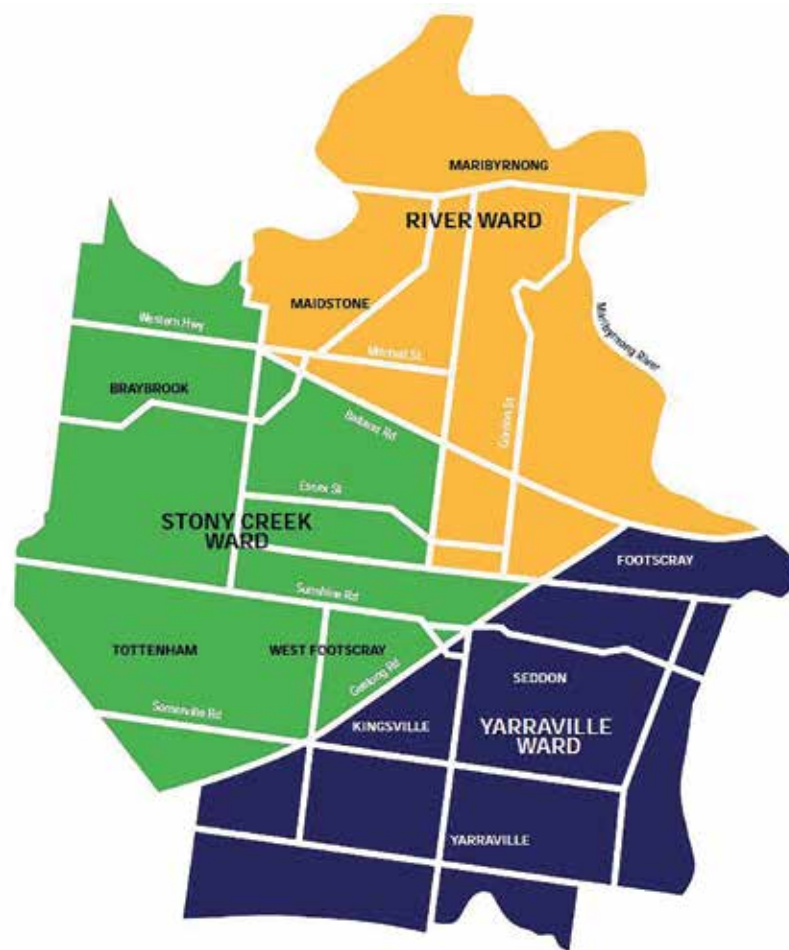 MARIBYRNONG
RIVER WARD
MAIDSTONE
Maribyrnong River
Western Hwy
Mitchell St
BRAYBROOK
Gordon St
Ballarat Rd
Essex St
STONY CREEK
WARD
FOOTSCRAY
Sunshine Rd
TOTTENHAM
WEST FOOTSCRAY
Geelong Rd
SEDDON
Somerville Rd
KINGSVILLE
YARRAVILLE
WARD
YARRAVILLE